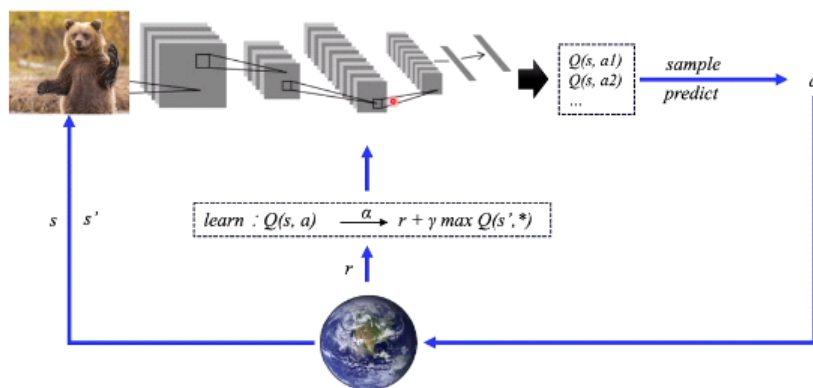 Q(s, a1)
Q(s, a2)
...
sample
predict
a
s
s’
learn : Q(s, a) α r + γ max Q(s’,*)
r